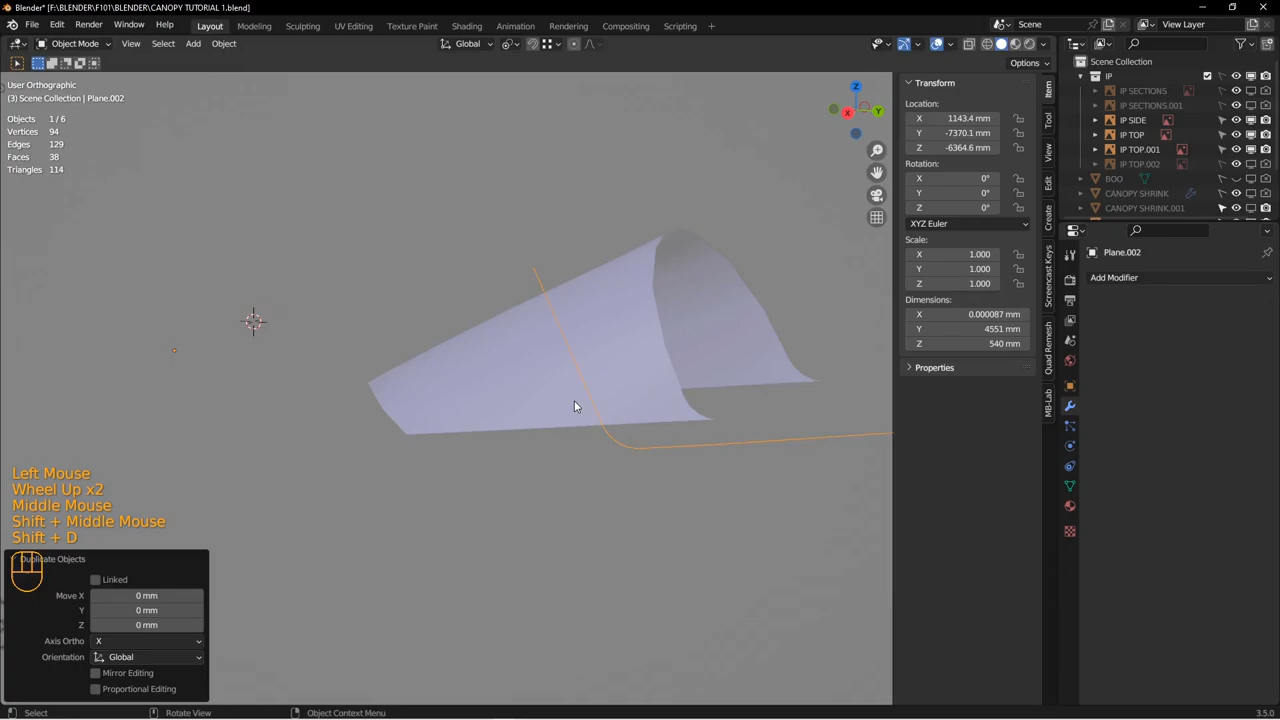 Blender* [F:\BLENDER\F101\BLENDER\CANOPY TUTORIAL 1.blend]
File Edit Render Window Help Layout Modeling Sculpting UV Editing Texture Paint Shading Animation Rendering Compositing Scripting + Scene View Layer
Object Mode View Select Add Object Global
Options
User Orthographic
(3) Scene Collection | Plane.002
Objects 1/6
Vertices 94
Edges 129
Faces 38
Triangles 114
Z
X Y
Transform
Location:
X 1143.4 mm
Y -7370.1 mm
Z -6364.6 mm
Rotation:
X 0°
Y 0°
Z 0°
XYZ Euler
Scale:
X 1.000
Y 1.000
Z 1.000
Dimensions:
X 0.000087 mm
Y 4551 mm
Z 540 mm
Properties
Item
Tool
View
Edit
Create
Screencast Keys
Quad Remesh
MB-Lab
Scene Collection
IP
IP SECTIONS
IP SECTIONS.001
IP SIDE
IP TOP
IP TOP.001
IP TOP.002
BOO
CANOPY SHRINK
CANOPY SHRINK.001
Plane.002
Add Modifier
Left Mouse
Wheel Up x2
Middle Mouse
Shift + Middle Mouse
Shift + D
Duplicate Objects
Linked
Move X 0 mm
Y 0 mm
Z 0 mm
Axis Ortho X
Orientation Global
Mirror Editing
Proportional Editing
Select Rotate View Object Context Menu 3.5.0